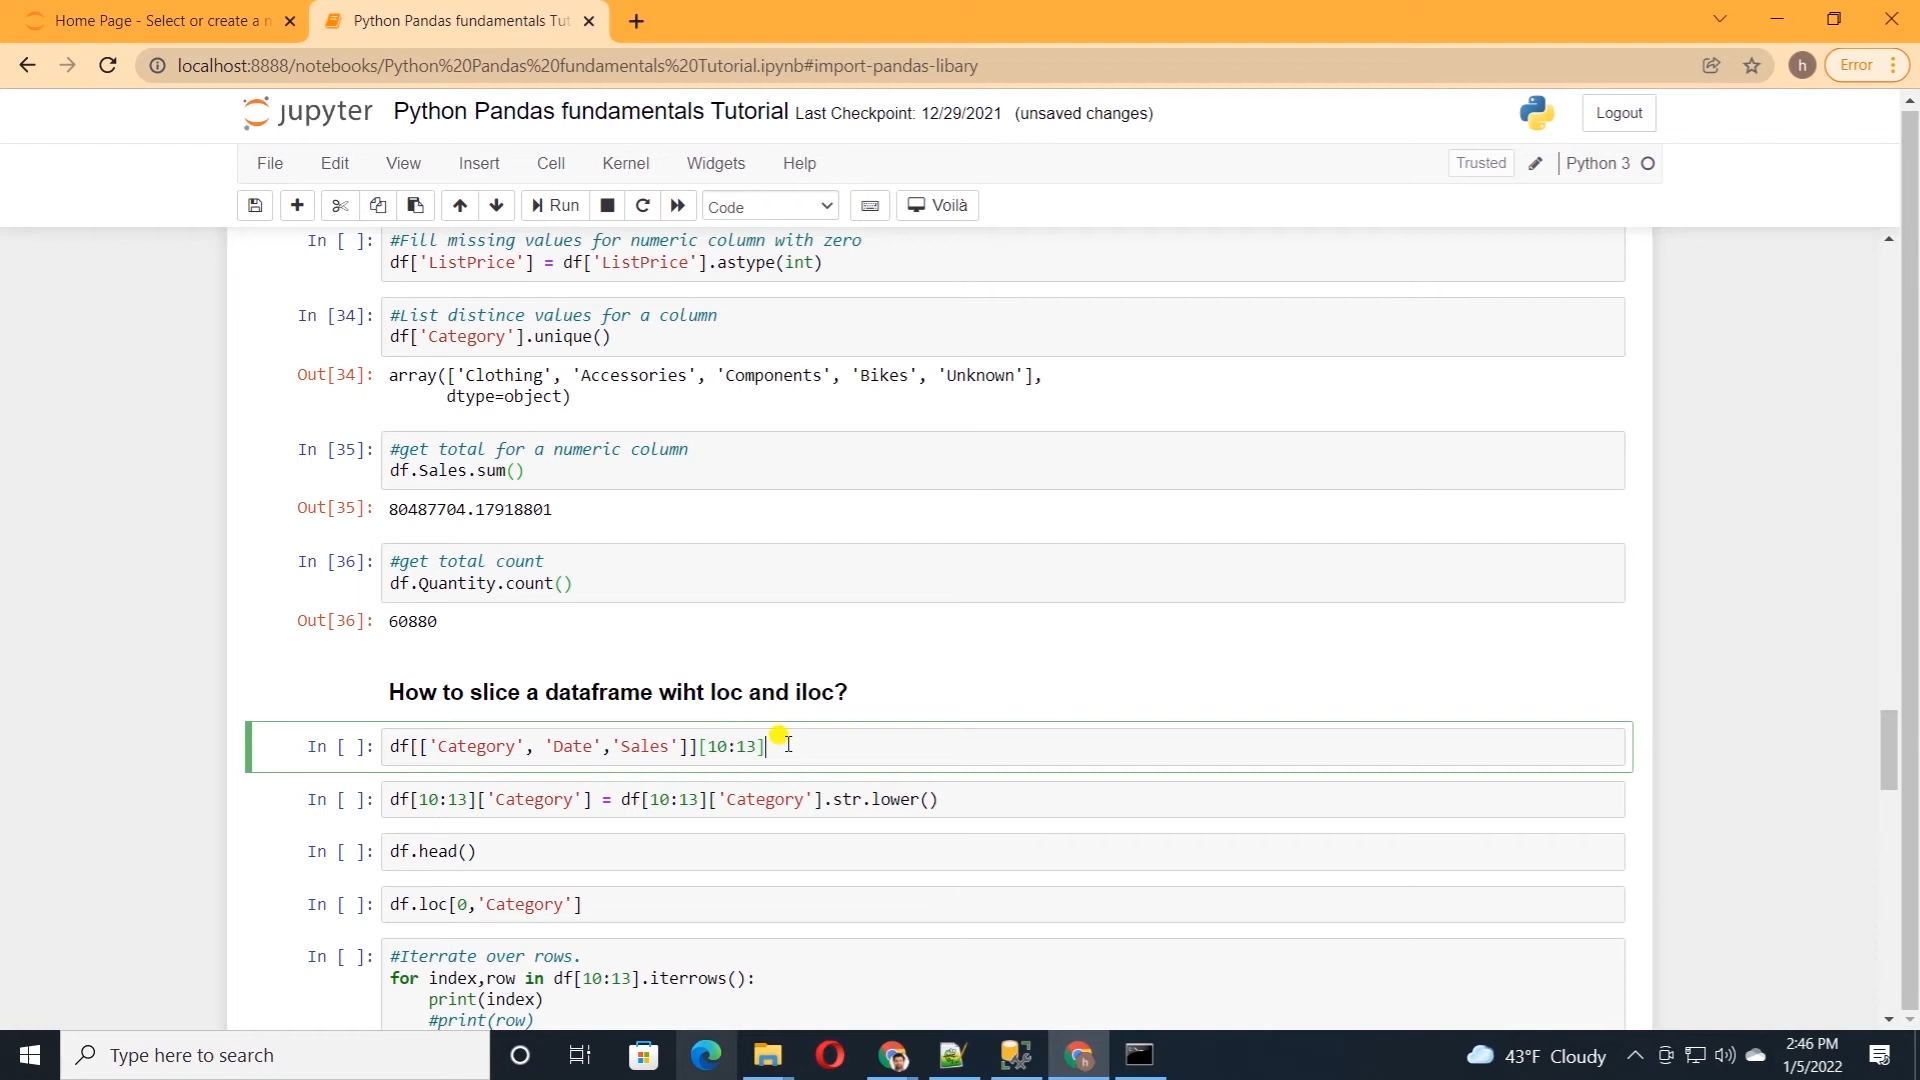 Home Page - Select or create a n
Python Pandas fundamentals Tut
localhost:8888/notebooks/Python%20Pandas%20fundamentals%20Tutorial.ipynb#import-pandas-libary
h
Error
jupyter Python Pandas fundamentals Tutorial Last Checkpoint: 12/29/2021 (unsaved changes)
Logout
File Edit View Insert Cell Kernel Widgets Help
Trusted Python 3
Run Code Voilà
In [ ]: #Fill missing values for numeric column with zero
df['ListPrice'] = df['ListPrice'].astype(int)
In [34]: #List distince values for a column
df['Category'].unique()
Out[34]: array(['Clothing', 'Accessories', 'Components', 'Bikes', 'Unknown'],
dtype=object)
In [35]: #get total for a numeric column
df.Sales.sum()
Out[35]: 80487704.17918801
In [36]: #get total count
df.Quantity.count()
Out[36]: 60880
How to slice a dataframe wiht loc and iloc?
In [ ]: df[['Category', 'Date','Sales']][10:13]
In [ ]: df[10:13]['Category'] = df[10:13]['Category'].str.lower()
In [ ]: df.head()
In [ ]: df.loc[0,'Category']
In [ ]: #Iterrate over rows.
for index,row in df[10:13].iterrows():
print(index)
#print(row)
Type here to search
43°F Cloudy
2:46 PM
1/5/2022